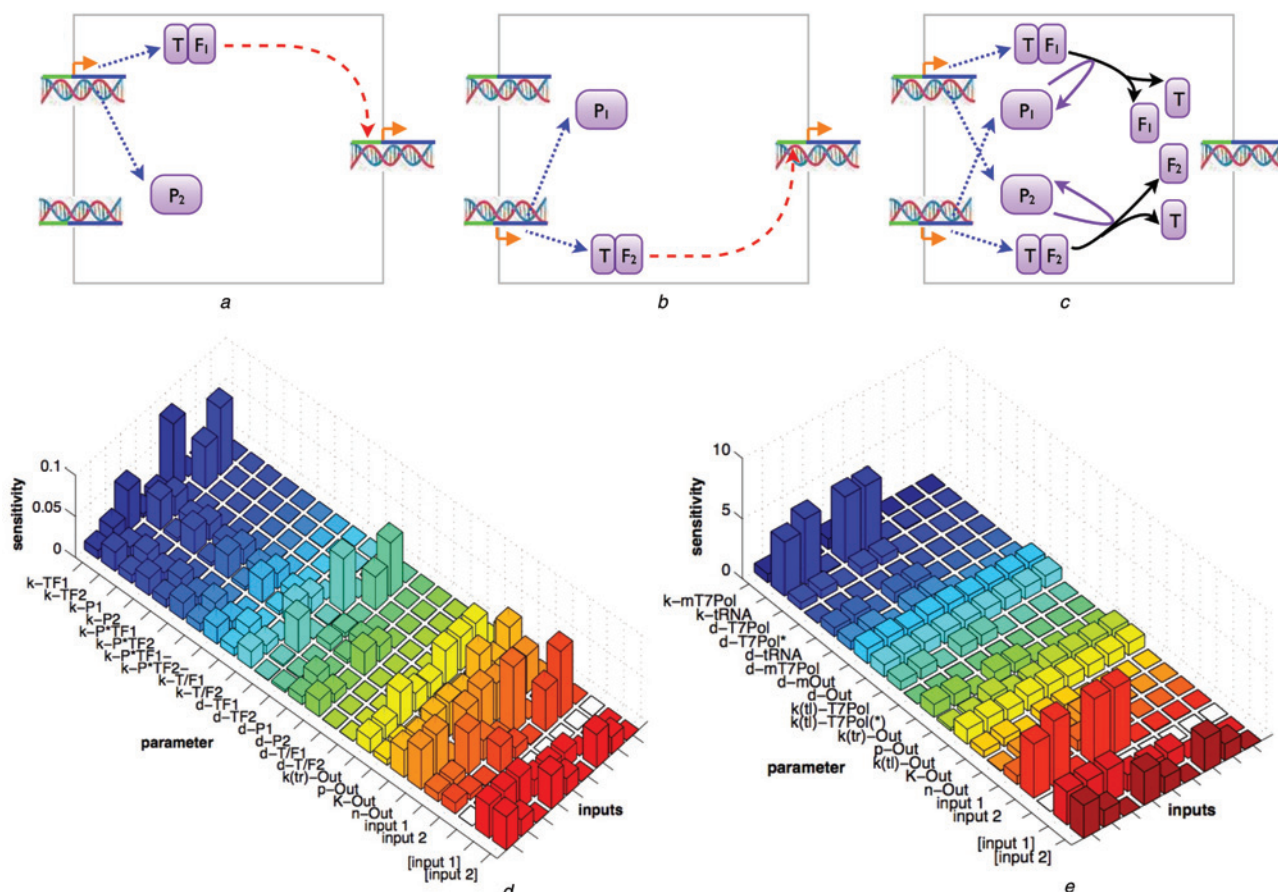 T F1
P2
a
P1
T F2
b
T F1
P1
T
F1
F2
P2
T
T F2
c
0.1
0.05
0
sensitivity
k-TF1
k-TF2
k-P1
k-P2
k-P*TF1
k-P*TF2
k-P*TF1-
k-P*TF2-
k-T/F1
k-T/F2
d-TF1
d-TF2
d-P1
d-P2
d-T/F1
d-T/F2
k(tr)-Out
p-Out
K-Out
n-Out
input 1
input 2
[input 1]
[input 2]
parameter
inputs
d
10
5
0
sensitivity
k-mT7Pol
k-tRNA
d-T7Pol
d-T7Pol*
d-tRNA
d-mT7Pol
d-mOut
d-Out
k(tl)-T7Pol
k(tl)-T7Pol(*)
k(tr)-Out
p-Out
k(tl)-Out
K-Out
n-Out
input 1
input 2
[input 1]
[input 2]
parameter
inputs
e